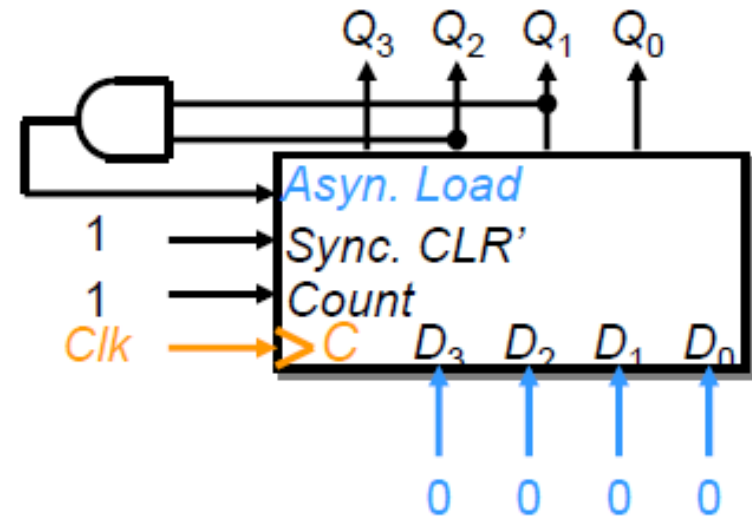 Q3 Q2 Q1 Q0
Asyn. Load
1 Sync. CLR’
1 Count
Clk C D3 D2 D1 D0
0 0 0 0